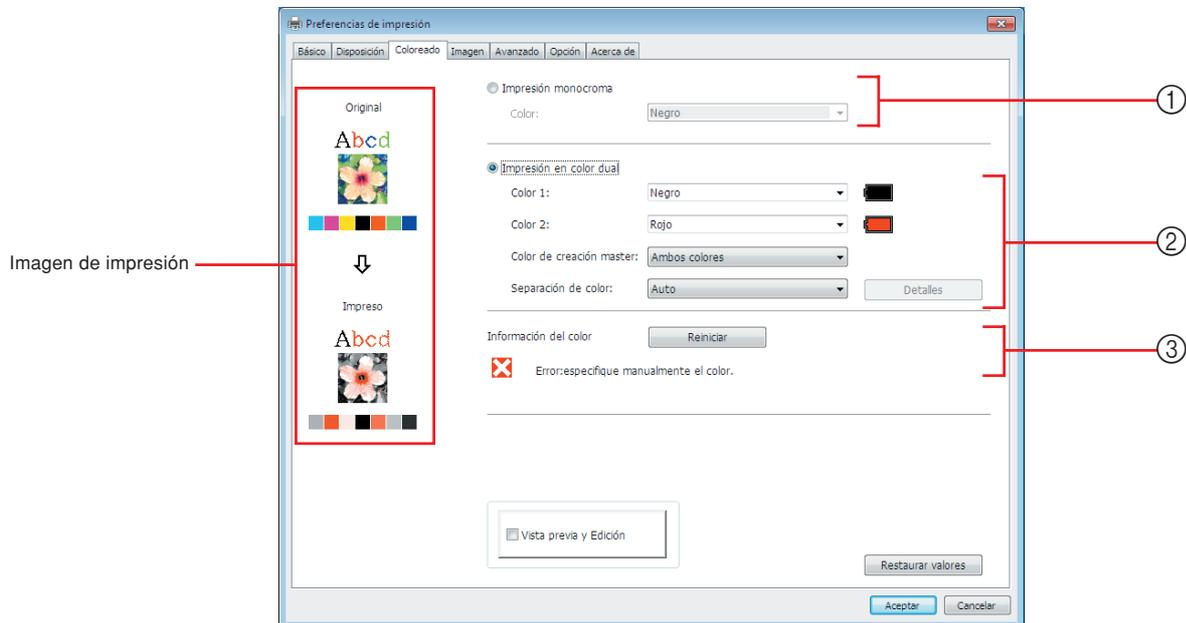 Preferencias de impresión
Básico Disposición Coloreado Imagen Avanzado Opción Acerca de
Imagen de impresión
Original
Abcd
Impreso
Abcd
Impresión monocroma
Color: Negro
①
Impresión en color dual
Color 1: Negro
Color 2: Rojo
Color de creación master: Ambos colores
Separación de color: Auto Detalles
②
Información del color Reiniciar
Error:especifique manualmente el color.
③
Vista previa y Edición
Restaurar valores
Aceptar Cancelar